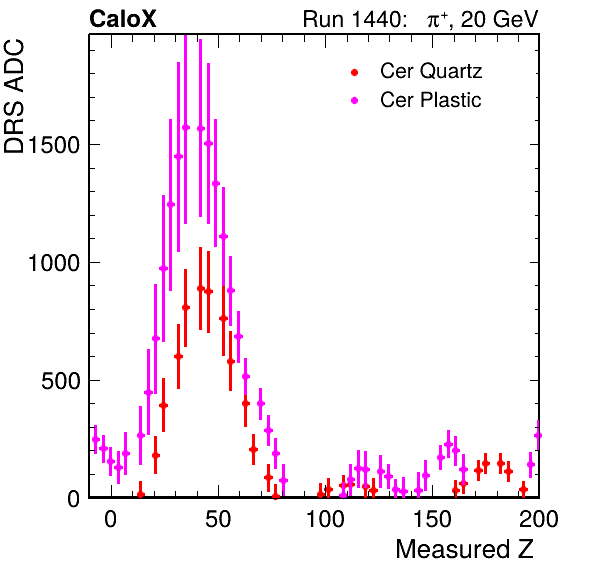 CaloX Run 1440: π⁺, 20 GeV
DRS ADC
Cer Quartz
Cer Plastic
1500
1000
500
0
0 50 100 150 200
Measured Z